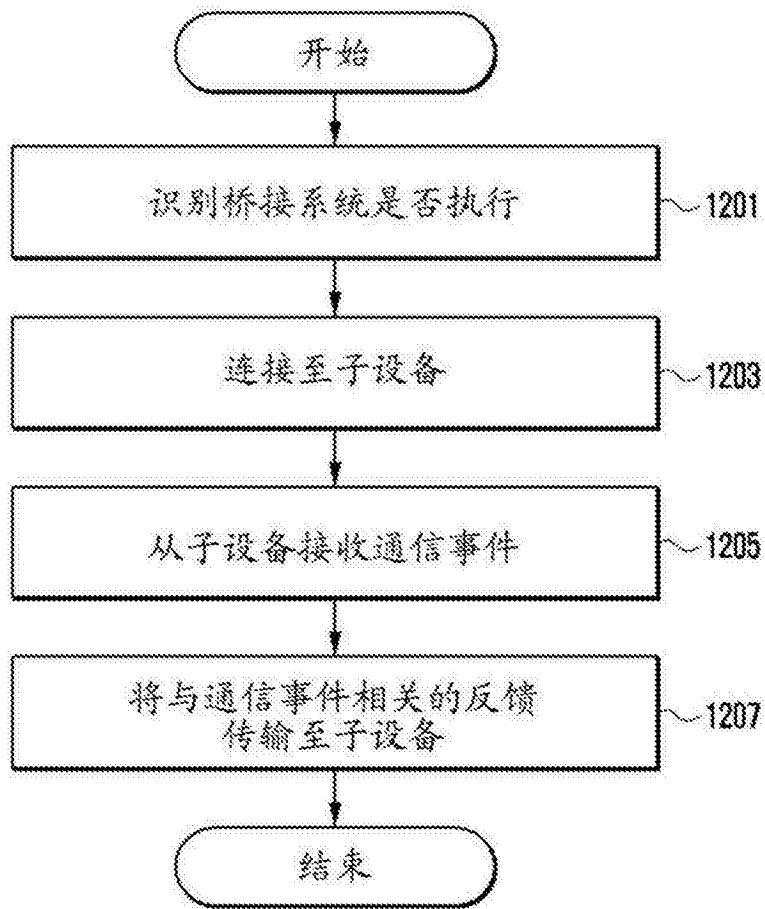 开始
识别桥接系统是否执行
1201
连接至子设备
1203
从子设备接收通信事件
1205
将与通信事件相关的反馈
传输至子设备
1207
结束